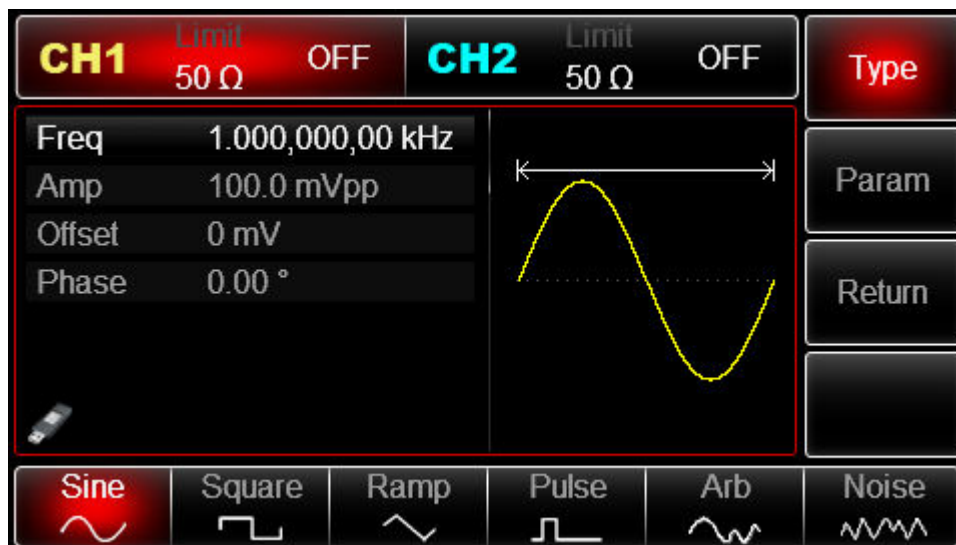 CH1 Limit 50 Ω OFF
CH2 Limit 50 Ω OFF
Type
Freq 1.000,000,00 kHz
Amp 100.0 mVpp
Offset 0 mV
Phase 0.00 °
Param
Return
Sine Square Ramp Pulse Arb Noise